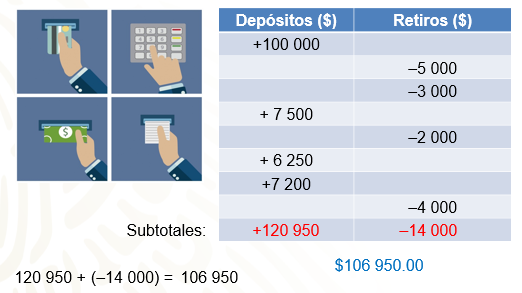 Depósitos ($) Retiros ($)
+100 000
–5 000
–3 000
+ 7 500
–2 000
+ 6 250
+7 200
–4 000
Subtotales: +120 950 –14 000
$106 950.00
120 950 + (–14 000) = 106 950
$